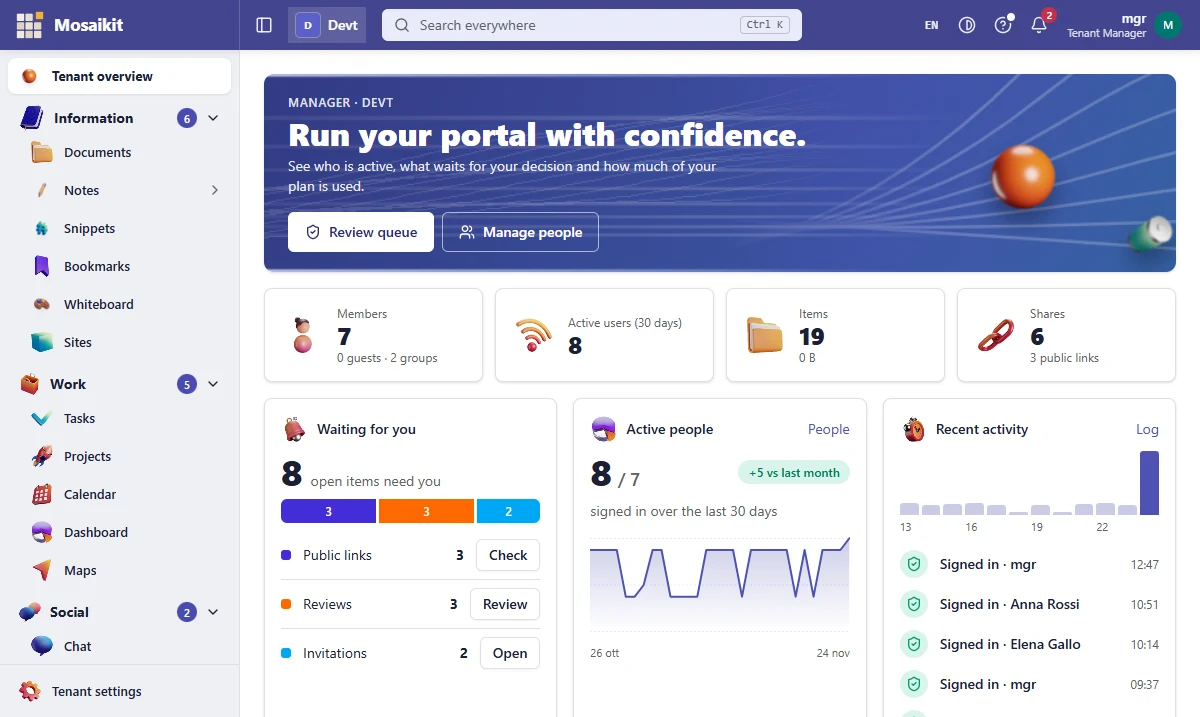 Mosaikit
D
Devt
Search everywhere
Ctrl K
EN
2
mgr
Tenant Manager
M
Tenant overview
Information
6
Documents
Notes
Snippets
Bookmarks
Whiteboard
Sites
Work
5
Tasks
Projects
Calendar
Dashboard
Maps
Social
2
Chat
Tenant settings
MANAGER · DEVT
Run your portal with confidence.
See who is active, what waits for your decision and how much of your
plan is used.
Review queue
Manage people
Members
7
0 guests · 2 groups
Active users (30 days)
8
Items
19
0 B
Shares
6
3 public links
Waiting for you
8 open items need you
3 3 2
Public links 3 Check
Reviews 3 Review
Invitations 2 Open
Active people People
8 / 7 +5 vs last month
signed in over the last 30 days
26 ott 24 nov
Recent activity Log
13 16 19 22
Signed in · mgr 12:47
Signed in · Anna Rossi 10:51
Signed in · Elena Gallo 10:14
Signed in · mgr 09:37